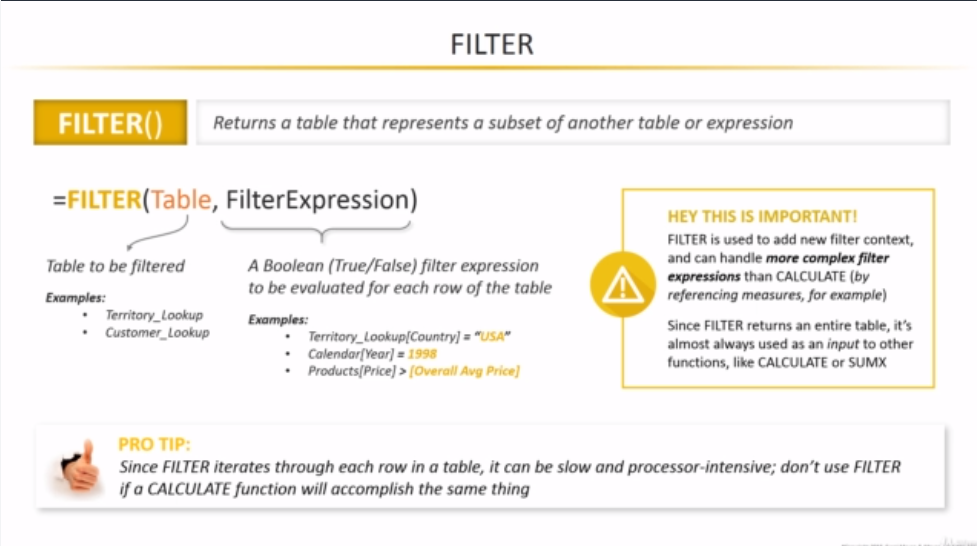 FILTER
FILTER()
Returns a table that represents a subset of another table or expression
=FILTER(Table, FilterExpression)
Table to be filtered
Examples:
• Territory_Lookup
• Customer_Lookup
A Boolean (True/False) filter expression
to be evaluated for each row of the table
Examples:
• Territory_Lookup[Country] = “USA”
• Calendar[Year] = 1998
• Products[Price] > [Overall Avg Price]
HEY THIS IS IMPORTANT!
FILTER is used to add new filter context,
and can handle more complex filter
expressions than CALCULATE (by
referencing measures, for example)
Since FILTER returns an entire table, it’s
almost always used as an input to other
functions, like CALCULATE or SUMX
PRO TIP:
Since FILTER iterates through each row in a table, it can be slow and processor-intensive; don’t use FILTER
if a CALCULATE function will accomplish the same thing